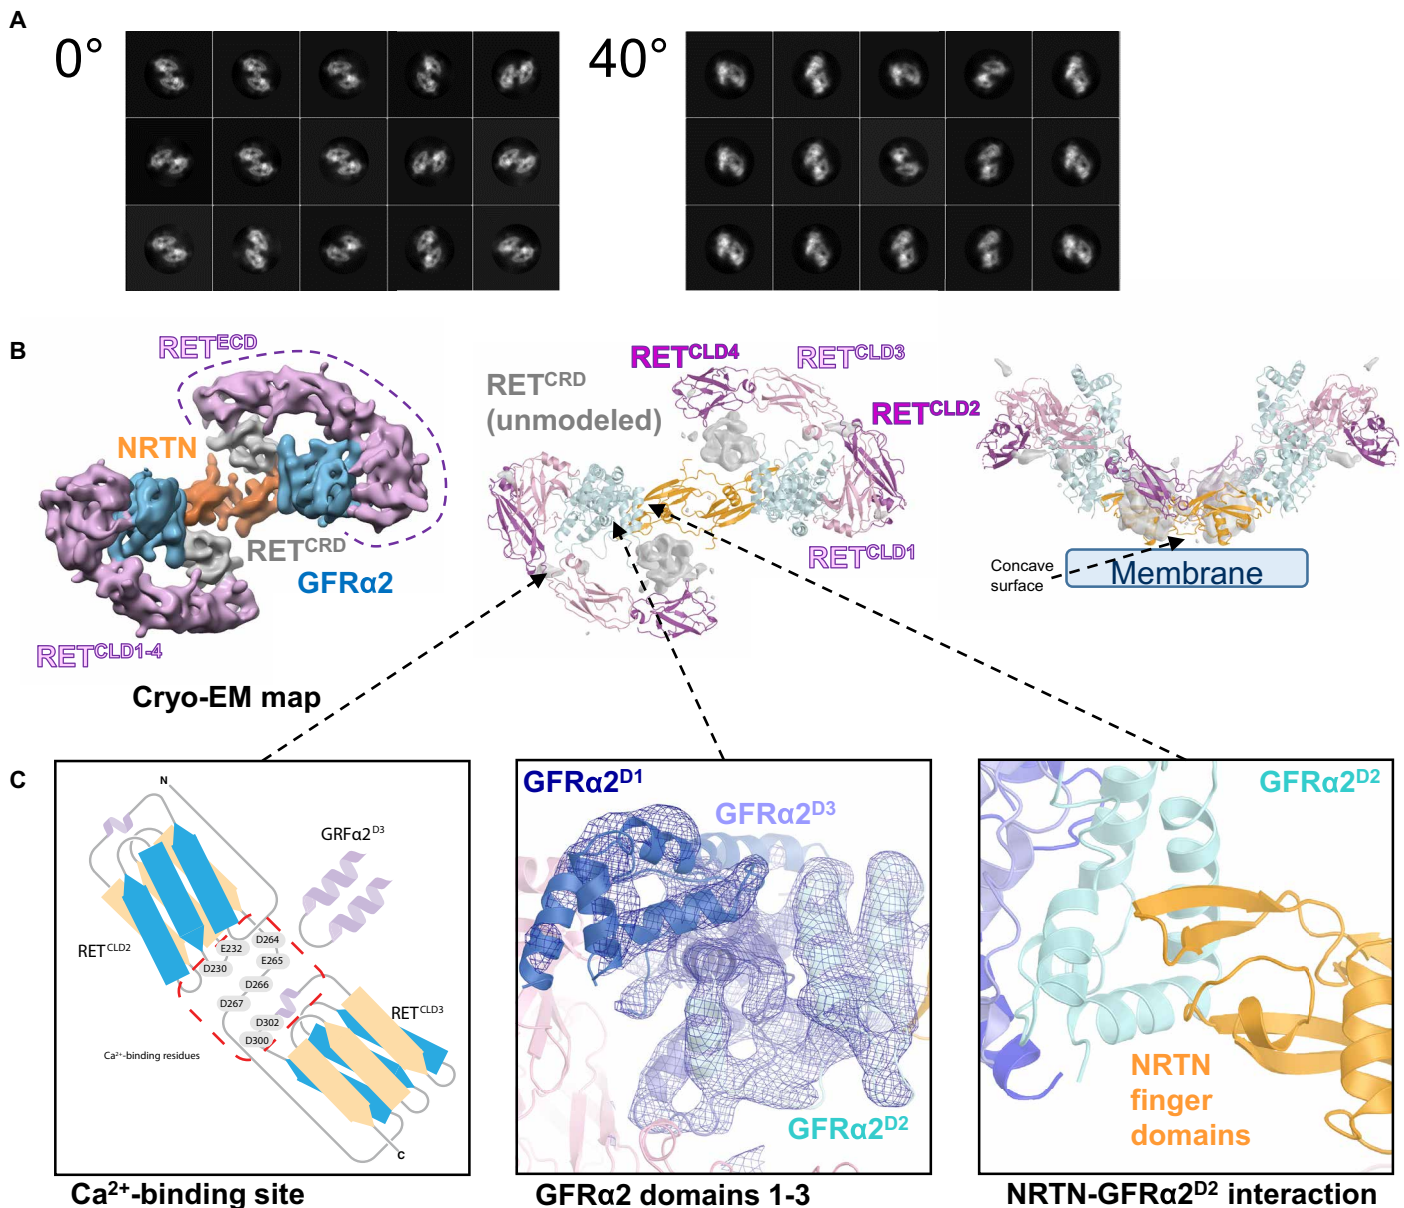 A
0°
40°
B
RETECD
NRTN
RETCRD
GFRα2
RETCLD1-4
Cryo-EM map
RETCRD
(unmodeled)
RETCLD4
RETCLD3
RETCLD2
RETCLD1
Concave
surface
Membrane
C
N
GRFα2D3
RETCLD2
E232
D264
D230
E265
D266
D267
D302
D300
RETCLD3
Ca2+-binding residues
C
Ca2+-binding site
GFRα2D1
GFRα2D3
GFRα2D2
GFRα2 domains 1-3
GFRα2D2
NRTN
finger
domains
NRTN-GFRα2D2 interaction